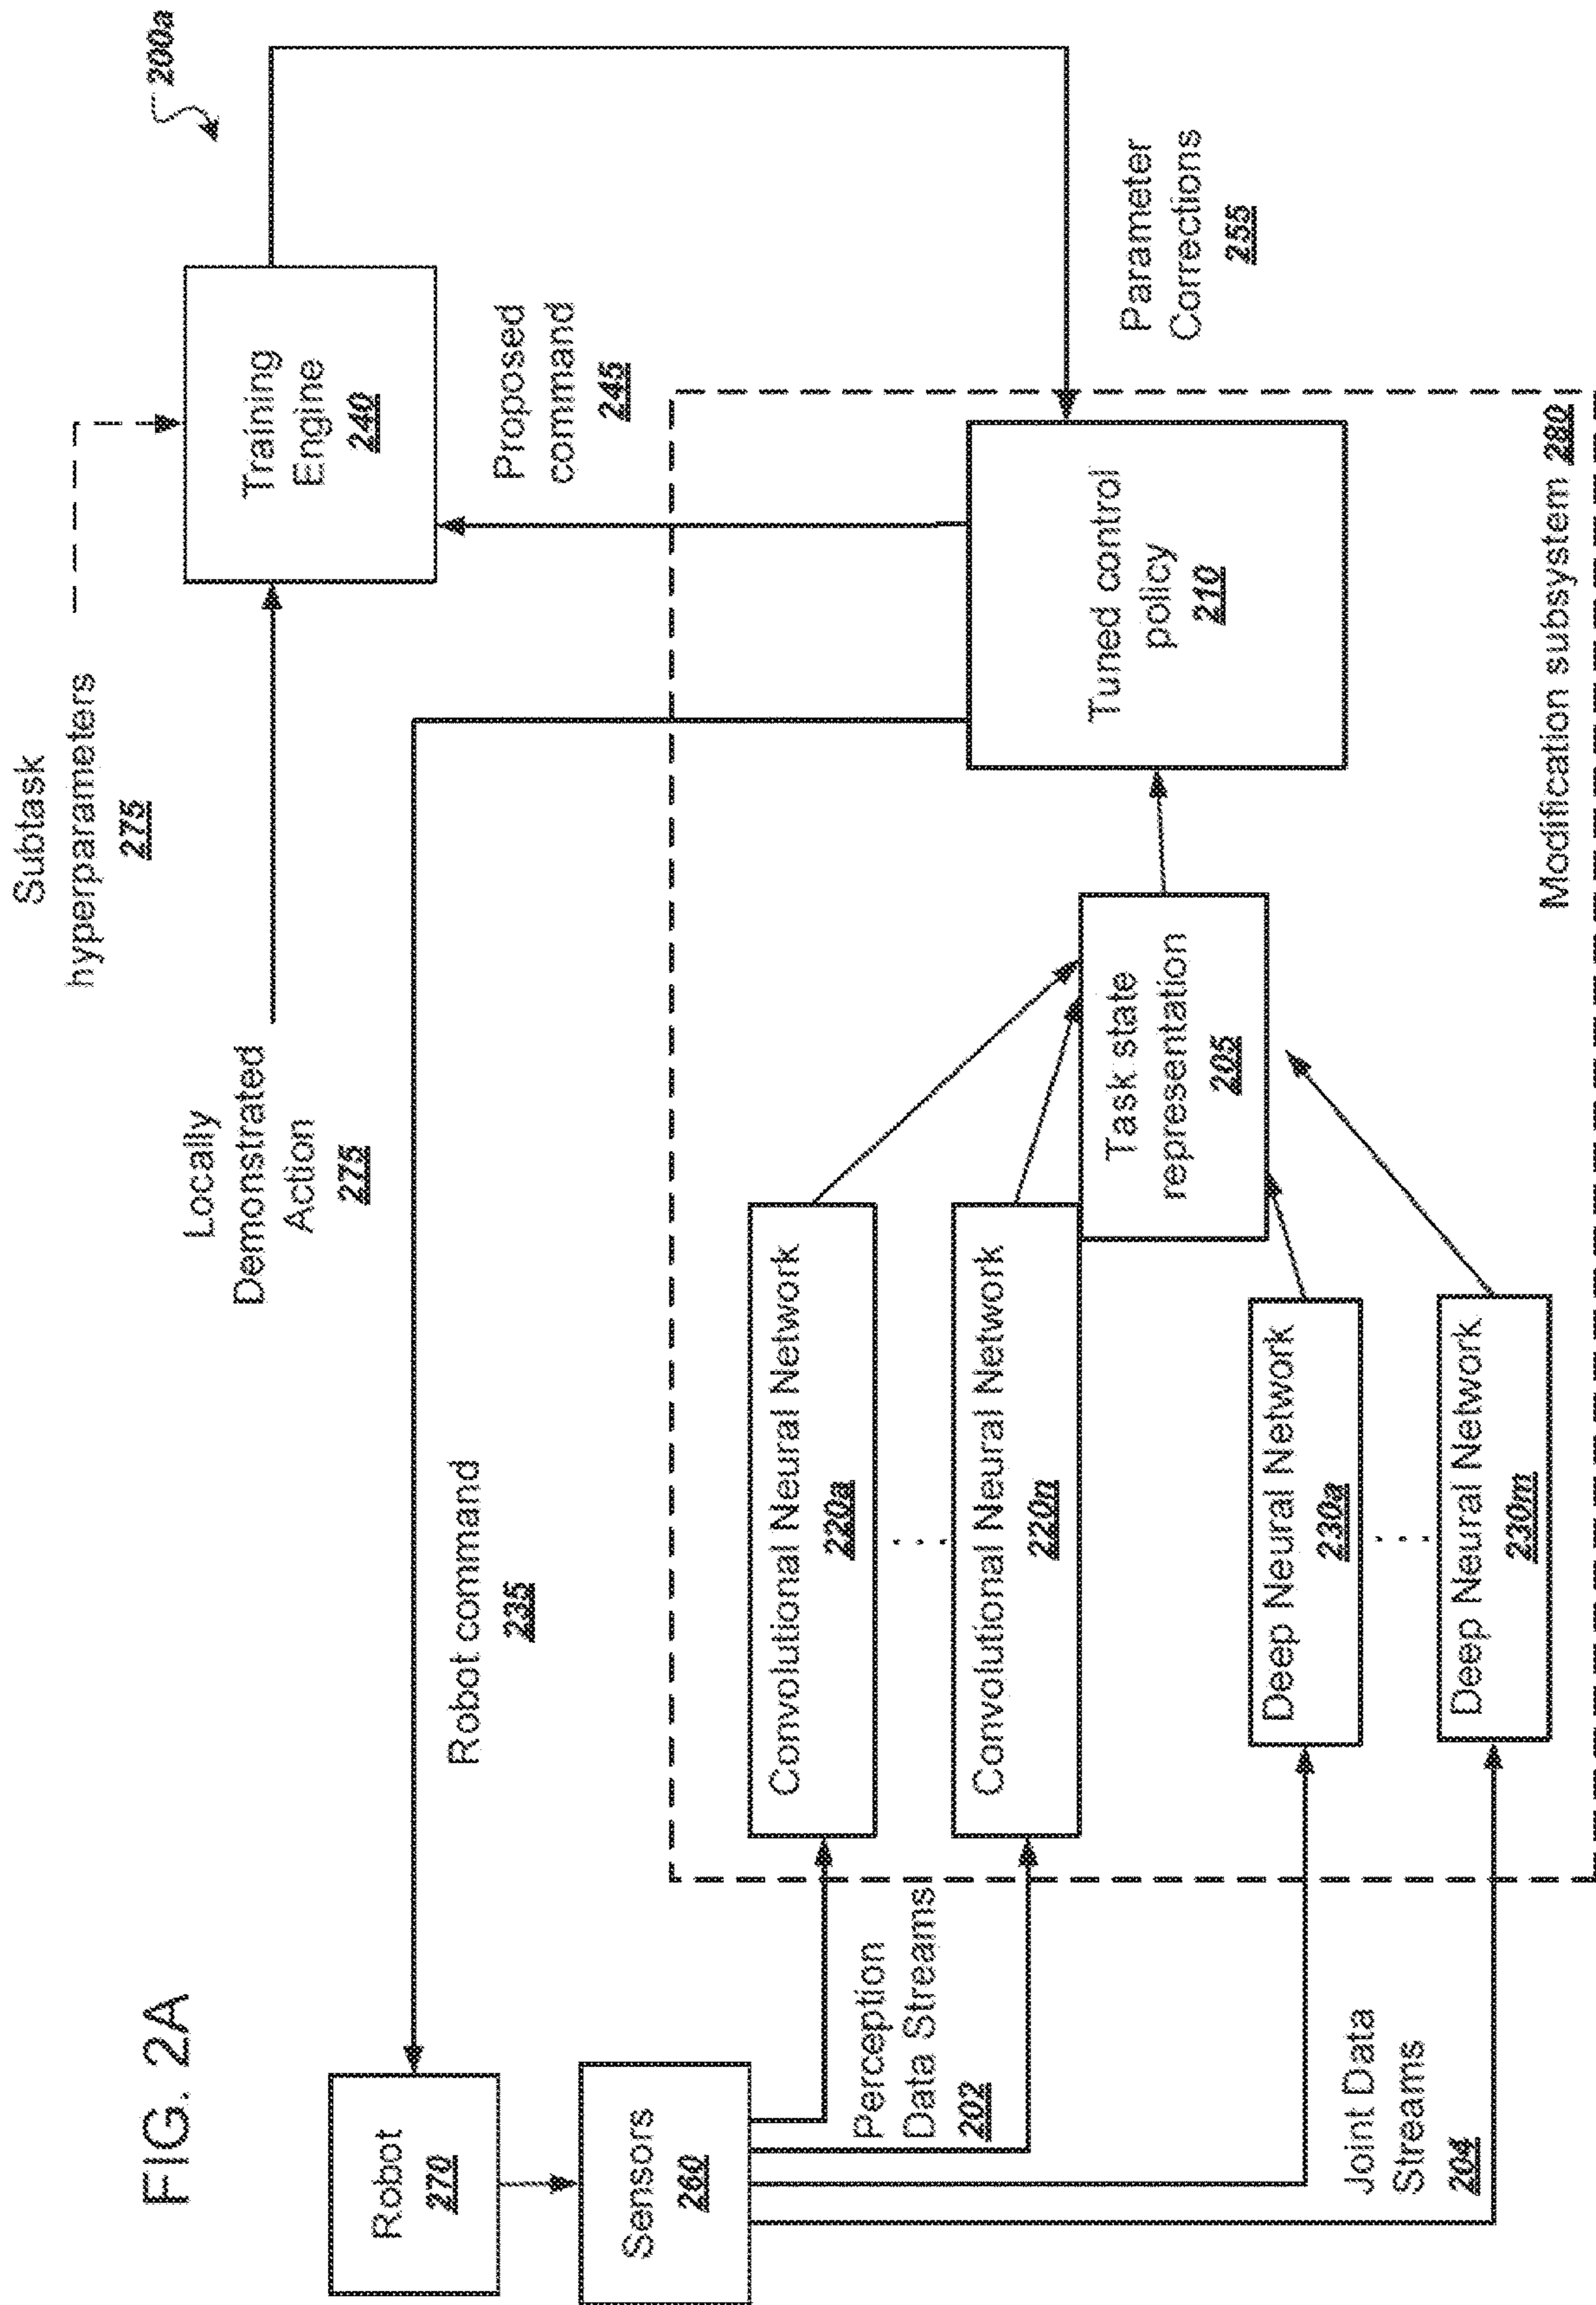 FIG. 2A
200a
Subtask
hyperparameters
275
Locally
Demonstrated
Action
275
Training
Engine
240
Robot
270
Robot command
235
Proposed
command
245
Sensors
260
Perception
Data Streams
202
Convolutional Neural Network
220a
. . .
Convolutional Neural Network
220n
Task state
representation
205
Tuned control
policy
210
Parameter
Corrections
255
Joint Data
Streams
204
Deep Neural Network
230a
. . .
Deep Neural Network
230m
Modification subsystem 280